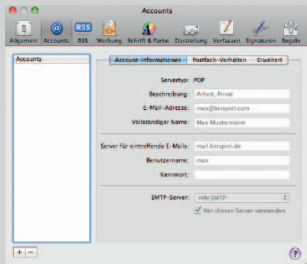 Accounts
Allgemein Accounts RSS Werbung Schrift & Farbe Darstellung Verfassen Signaturen Regeln
Accounts
Account-Informationen Postfach-Verhalten Erweitert
Servertyp: POP
Beschreibung: Arbeit, Privat
E-Mail-Adresse: max@beispiel.com
Vollständiger Name: Max Mustermann
Server für eintreffende E-Mails: mail.beispiel.de
Benutzername: max
Kennwort:
SMTP-Server: SMTP
Nur diesen Server verwenden